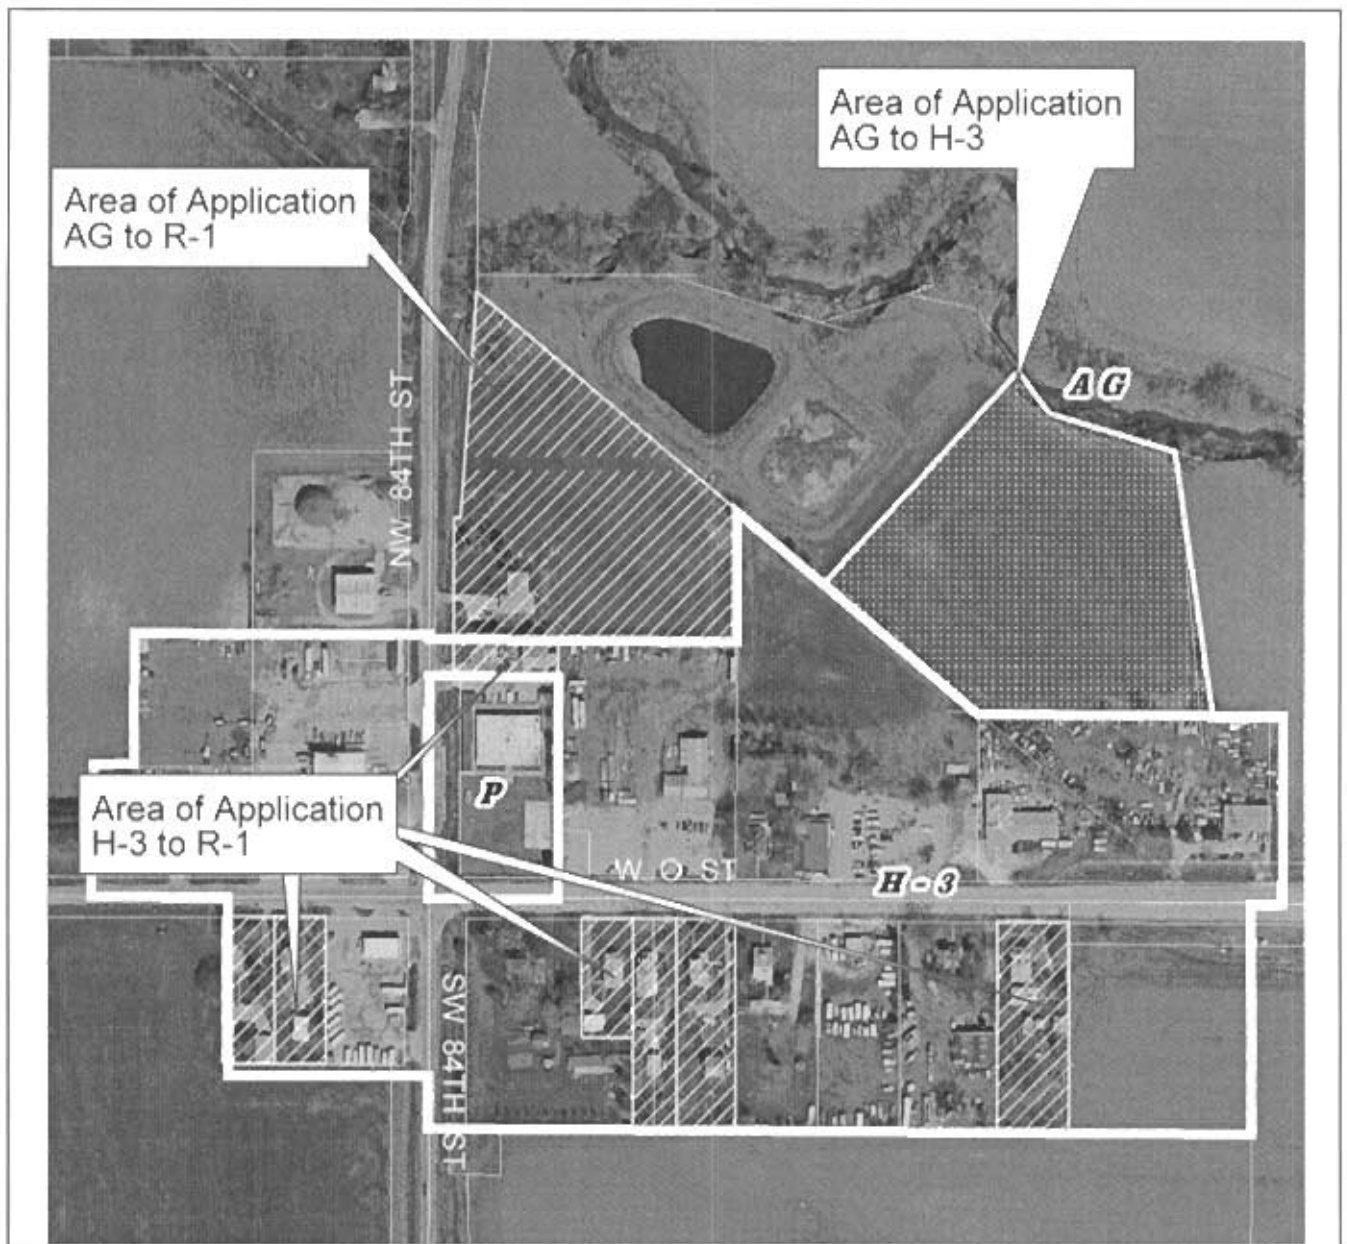 Area of Application
AG to H-3
Area of Application
AG to R-1
AG
NW 84TH ST
P
Area of Application
H-3 to R-1
W O ST
H-3
SW 84TH ST